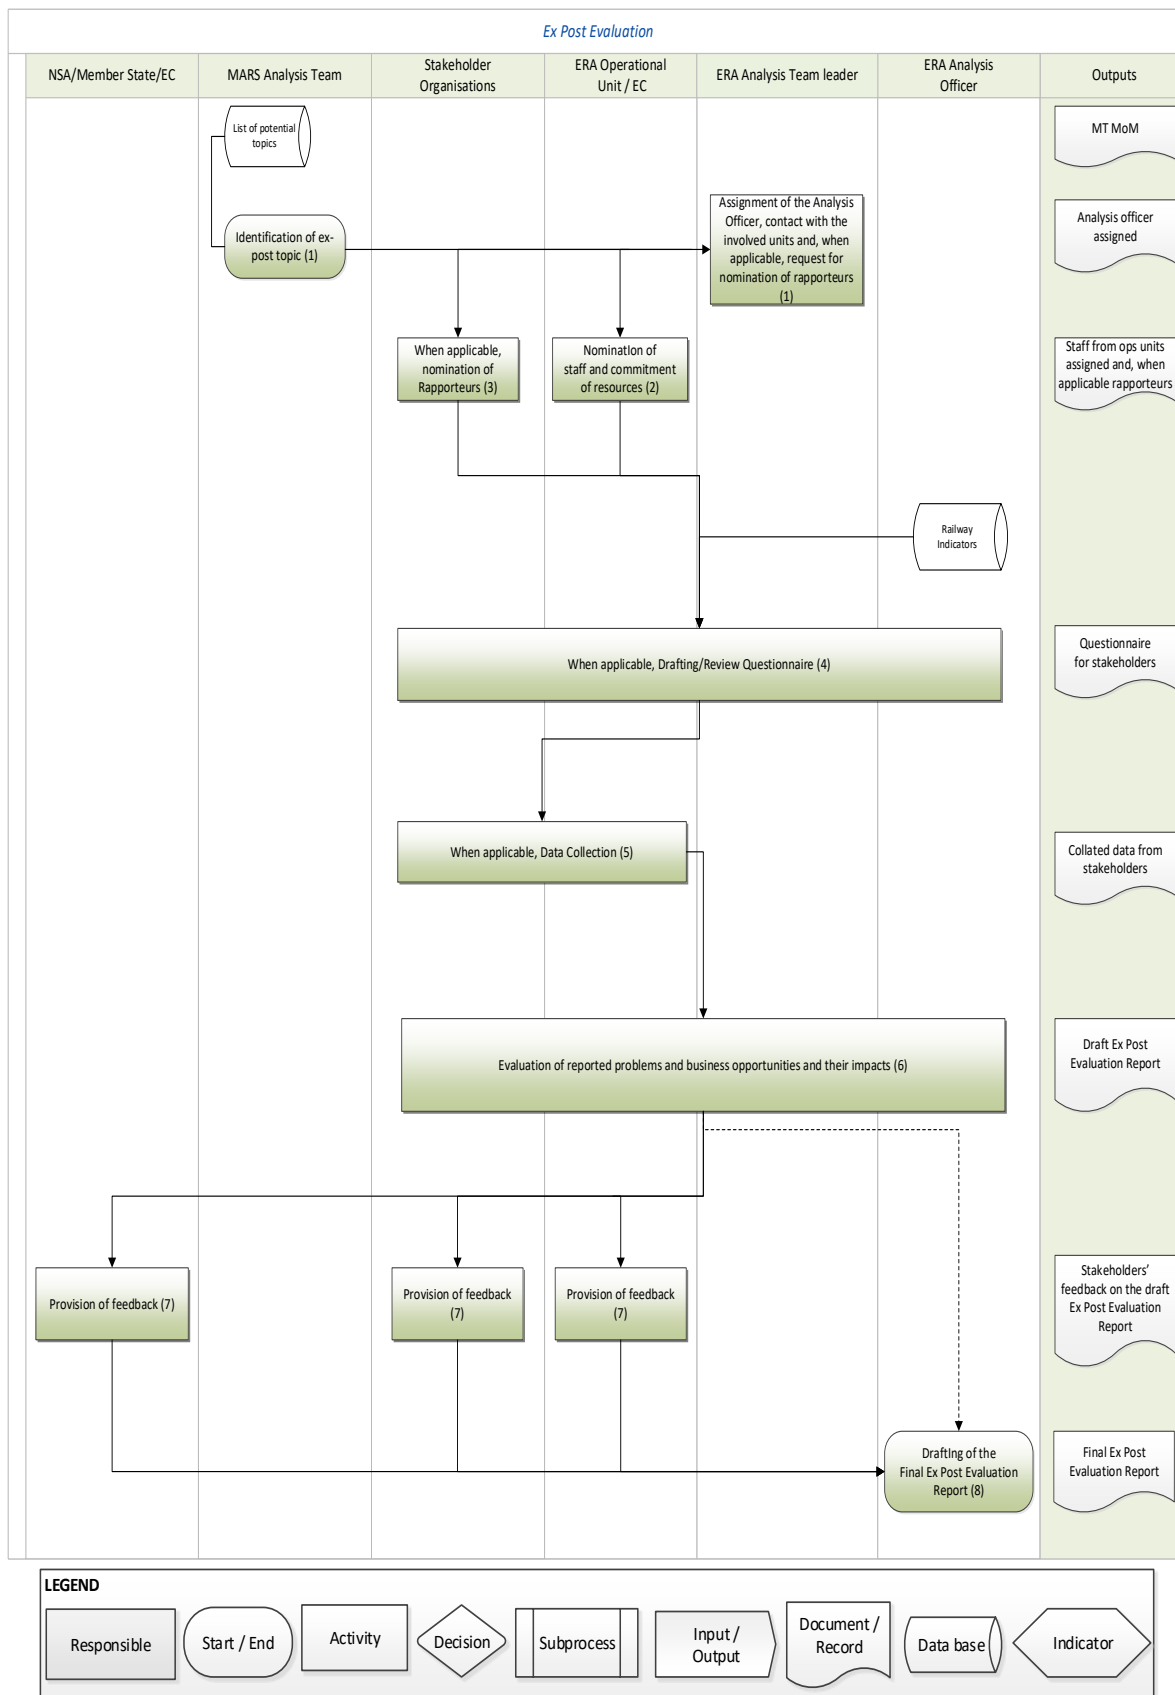 Ex Post Evaluation
NSA/Member State/EC
MARS Analysis Team
Stakeholder
Organisations
ERA Operational
Unit / EC
ERA Analysis Team leader
ERA Analysis
Officer
Outputs
List of potential
topics
MT MoM
Identification of ex-
post topic (1)
Assignment of the Analysis
Officer, contact with the
involved units and, when
applicable, request for
nomination of rapporteurs
(1)
Analysis officer
assigned
When applicable,
nomination of
Rapporteurs (3)
Nomination of
staff and commitment
of resources (2)
Staff from ops units
assigned and, when
applicable rapporteurs
Railway
Indicators
When applicable, Drafting/Review Questionnaire (4)
Questionnaire
for stakeholders
When applicable, Data Collection (5)
Collated data from
stakeholders
Evaluation of reported problems and business opportunities and their impacts (6)
Draft Ex Post
Evaluation Report
Provision of feedback (7)
Provision of feedback
(7)
Provision of feedback
(7)
Stakeholders'
feedback on the draft
Ex Post Evaluation
Report
Drafting of the
Final Ex Post Evaluation
Report (8)
Final Ex Post
Evaluation Report
LEGEND
Responsible
Start / End
Activity
Decision
Subprocess
Input /
Output
Document /
Record
Data base
Indicator